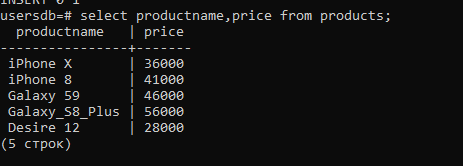 INSERT 0 1
usersdb=# select productname,price from products;
productname | price
----------------+-------
iPhone X | 36000
iPhone 8 | 41000
Galaxy S9 | 46000
Galaxy_S8_Plus | 56000
Desire 12 | 28000
(5 строк)